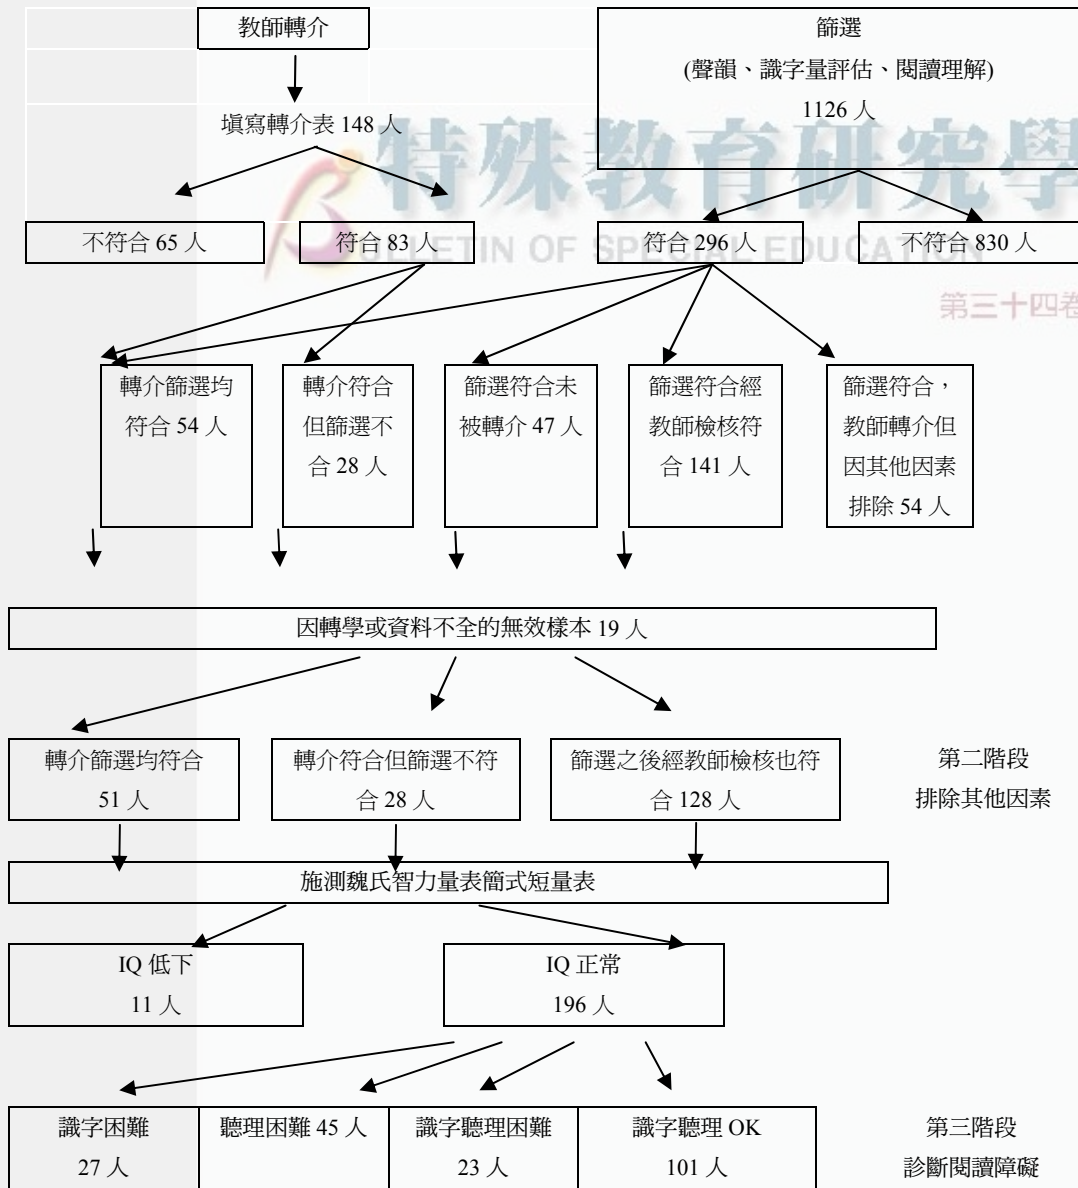 教師轉介
篩選
(聲韻、識字量評估、閱讀理解)
1126 人
填寫轉介表 148 人
特殊教育研究學
BULLETIN OF SPECIAL EDUCATION
不符合 65 人
符合 83 人
符合 296 人
不符合 830 人
第三十四卷
轉介篩選均
符合 54 人
轉介符合
但篩選不
合 28 人
篩選符合未
被轉介 47 人
篩選符合經
教師檢核符
合 141 人
篩選符合，
教師轉介但
因其他因素
排除 54 人
因轉學或資料不全的無效樣本 19 人
轉介篩選均符合
51 人
轉介符合但篩選不符
合 28 人
篩選之後經教師檢核也符
合 128 人
第二階段
排除其他因素
施測魏氏智力量表簡式短量表
IQ 低下
11 人
IQ 正常
196 人
識字困難
27 人
聽理困難 45 人
識字聽理困難
23 人
識字聽理 OK
101 人
第三階段
診斷閱讀障礙